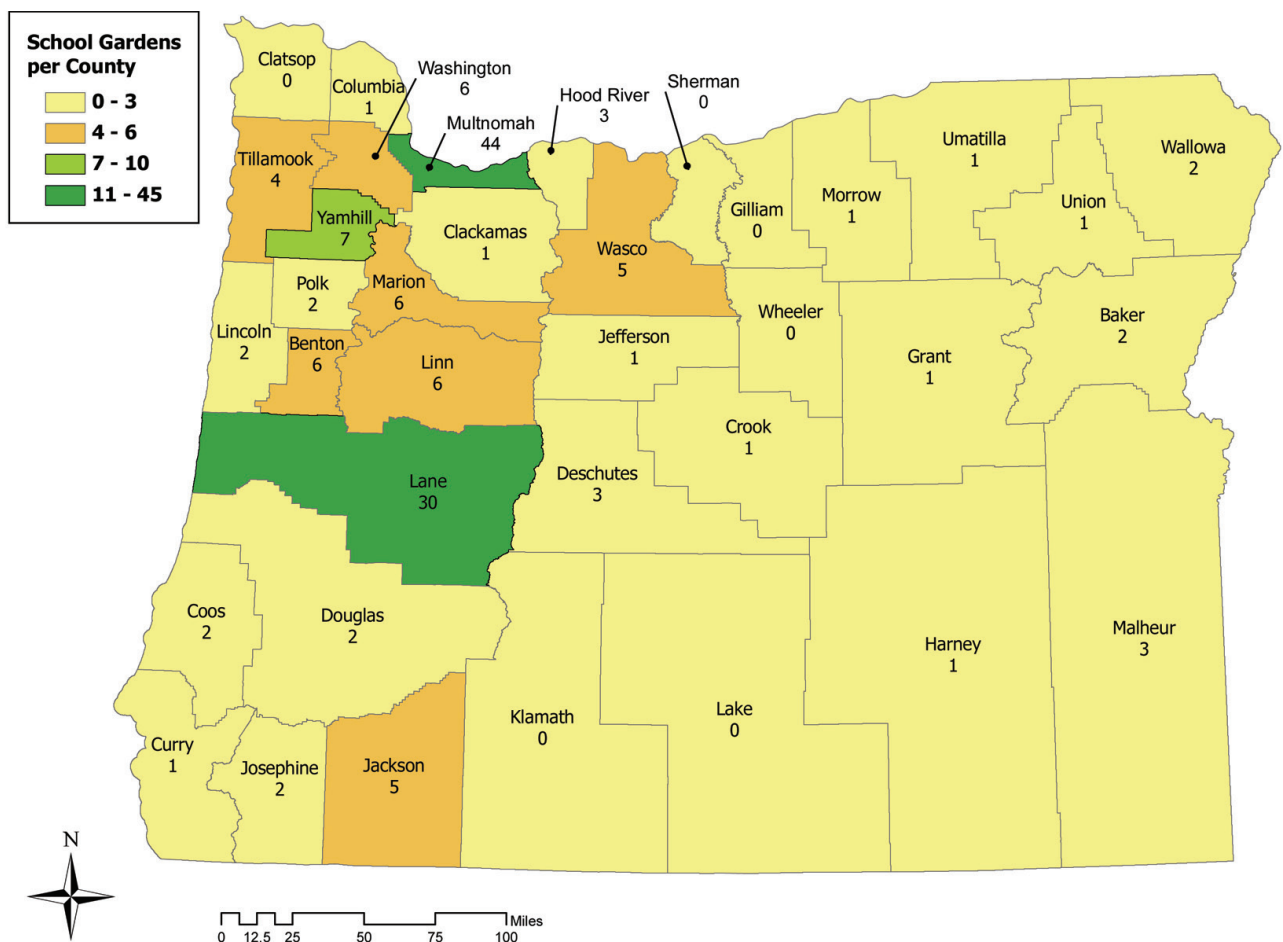 School Gardens
per County
0 - 3
4 - 6
7 - 10
11 - 45
Clatsop
0
Columbia
1
Washington
6
Multnomah
44
Hood River
3
Sherman
0
Tillamook
4
Yamhill
7
Clackamas
1
Wasco
5
Gilliam
0
Morrow
1
Umatilla
1
Union
1
Wallowa
2
Polk
2
Marion
6
Lincoln
2
Benton
6
Linn
6
Jefferson
1
Wheeler
0
Grant
1
Baker
2
Crook
1
Deschutes
3
Lane
30
Coos
2
Douglas
2
Harney
1
Malheur
3
Curry
1
Josephine
2
Jackson
5
Klamath
0
Lake
0
N
Miles
0 12.5 25 50 75 100